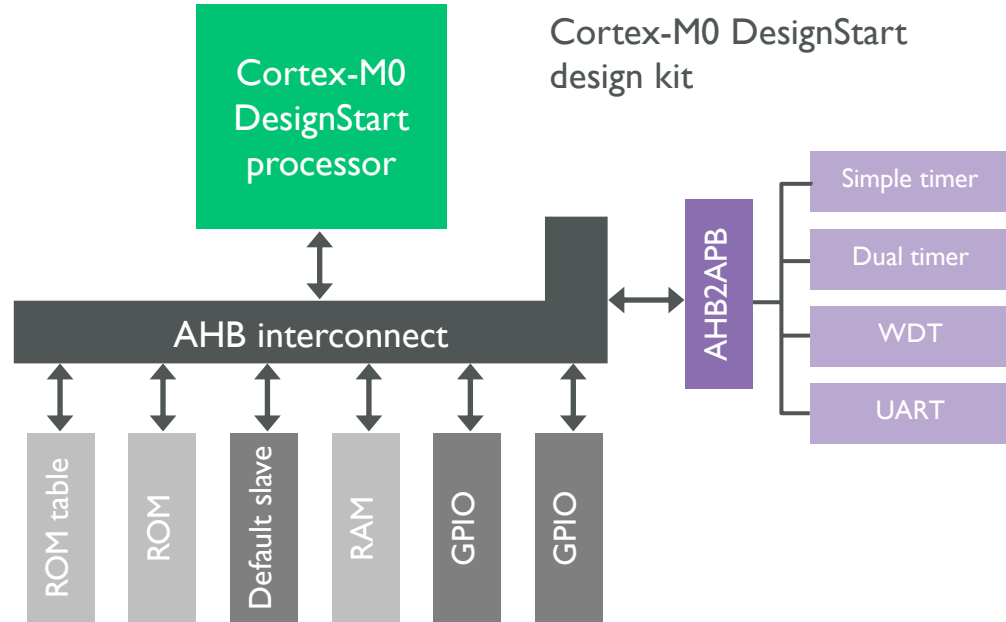 Cortex-M0 DesignStart
design kit
Cortex-M0
DesignStart
processor
Simple timer
Dual timer
WDT
UART
AHB2APB
AHB interconnect
ROM table
ROM
Default slave
RAM
GPIO
GPIO